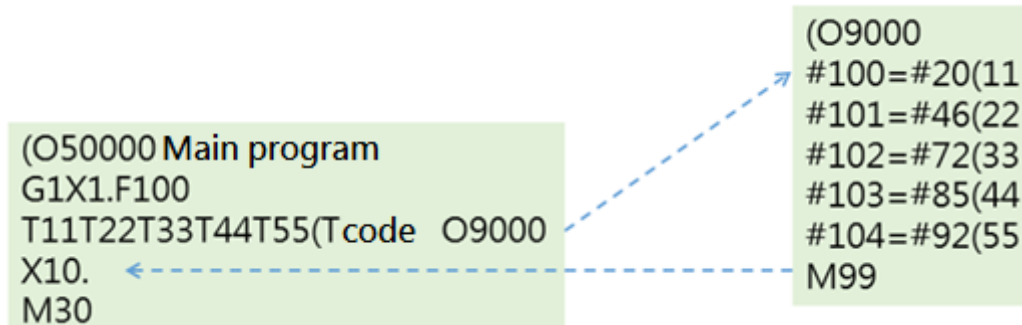 (O50000 Main program
G1X1.F100
T11T22T33T44T55(Tcode O9000
X10.
M30
(O9000
#100=#20(11
#101=#46(22
#102=#72(33
#103=#85(44
#104=#92(55
M99